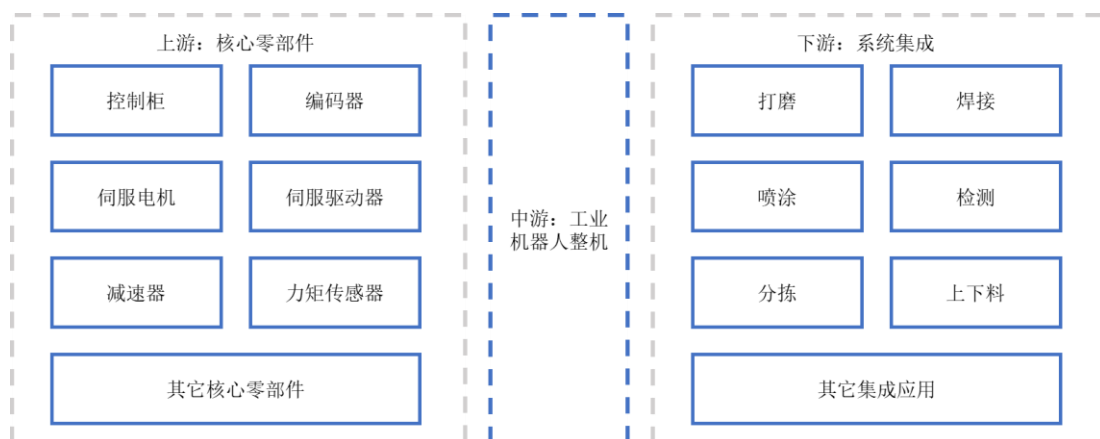 上游：核心零部件
控制柜
编码器
伺服电机
伺服驱动器
减速器
力矩传感器
其它核心零部件
中游：工业
机器人整机
下游：系统集成
打磨
焊接
喷涂
检测
分拣
上下料
其它集成应用